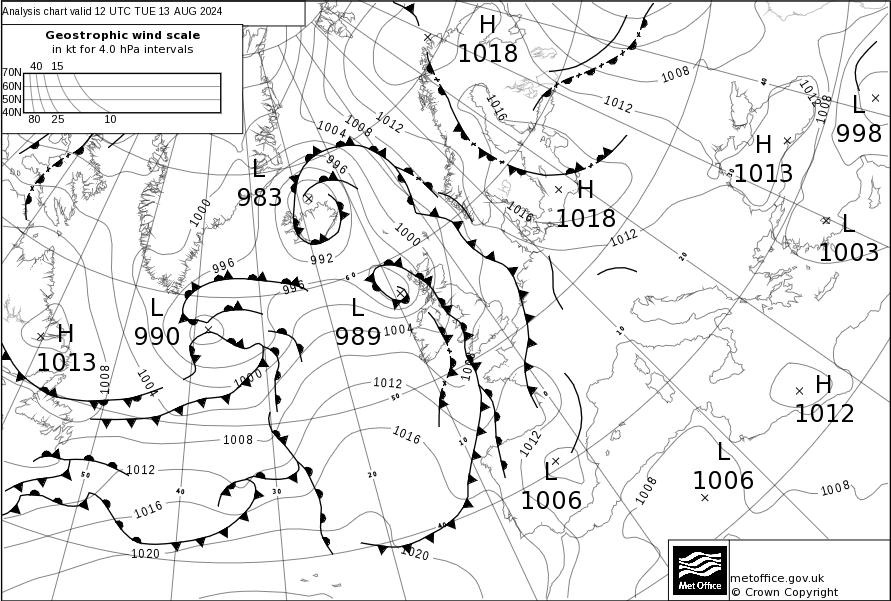 Analysis chart valid 12 UTC TUE 13 AUG 2024
Geostrophic wind scale
in kt for 4.0 hPa intervals
40 15
70N
60N
50N
40N
80 25 10
H
1018
1008
1012
1008
1012
L
998
1016
1004
1008
1012
996
H
1013
L
983
H
1018
1016
1000
1000
1012
L
1003
992
996
996
L
990
L
989
1004
H
1013
1008
1004
1000
1012
1008
H
1012
1016
1008
1012
L
1006
L
1006
1012
1016
1020
1020
1008
1008
60
50
50
40
30
20
10
0
10
20
30
40
40
Met Office
metoffice.gov.uk
© Crown Copyright